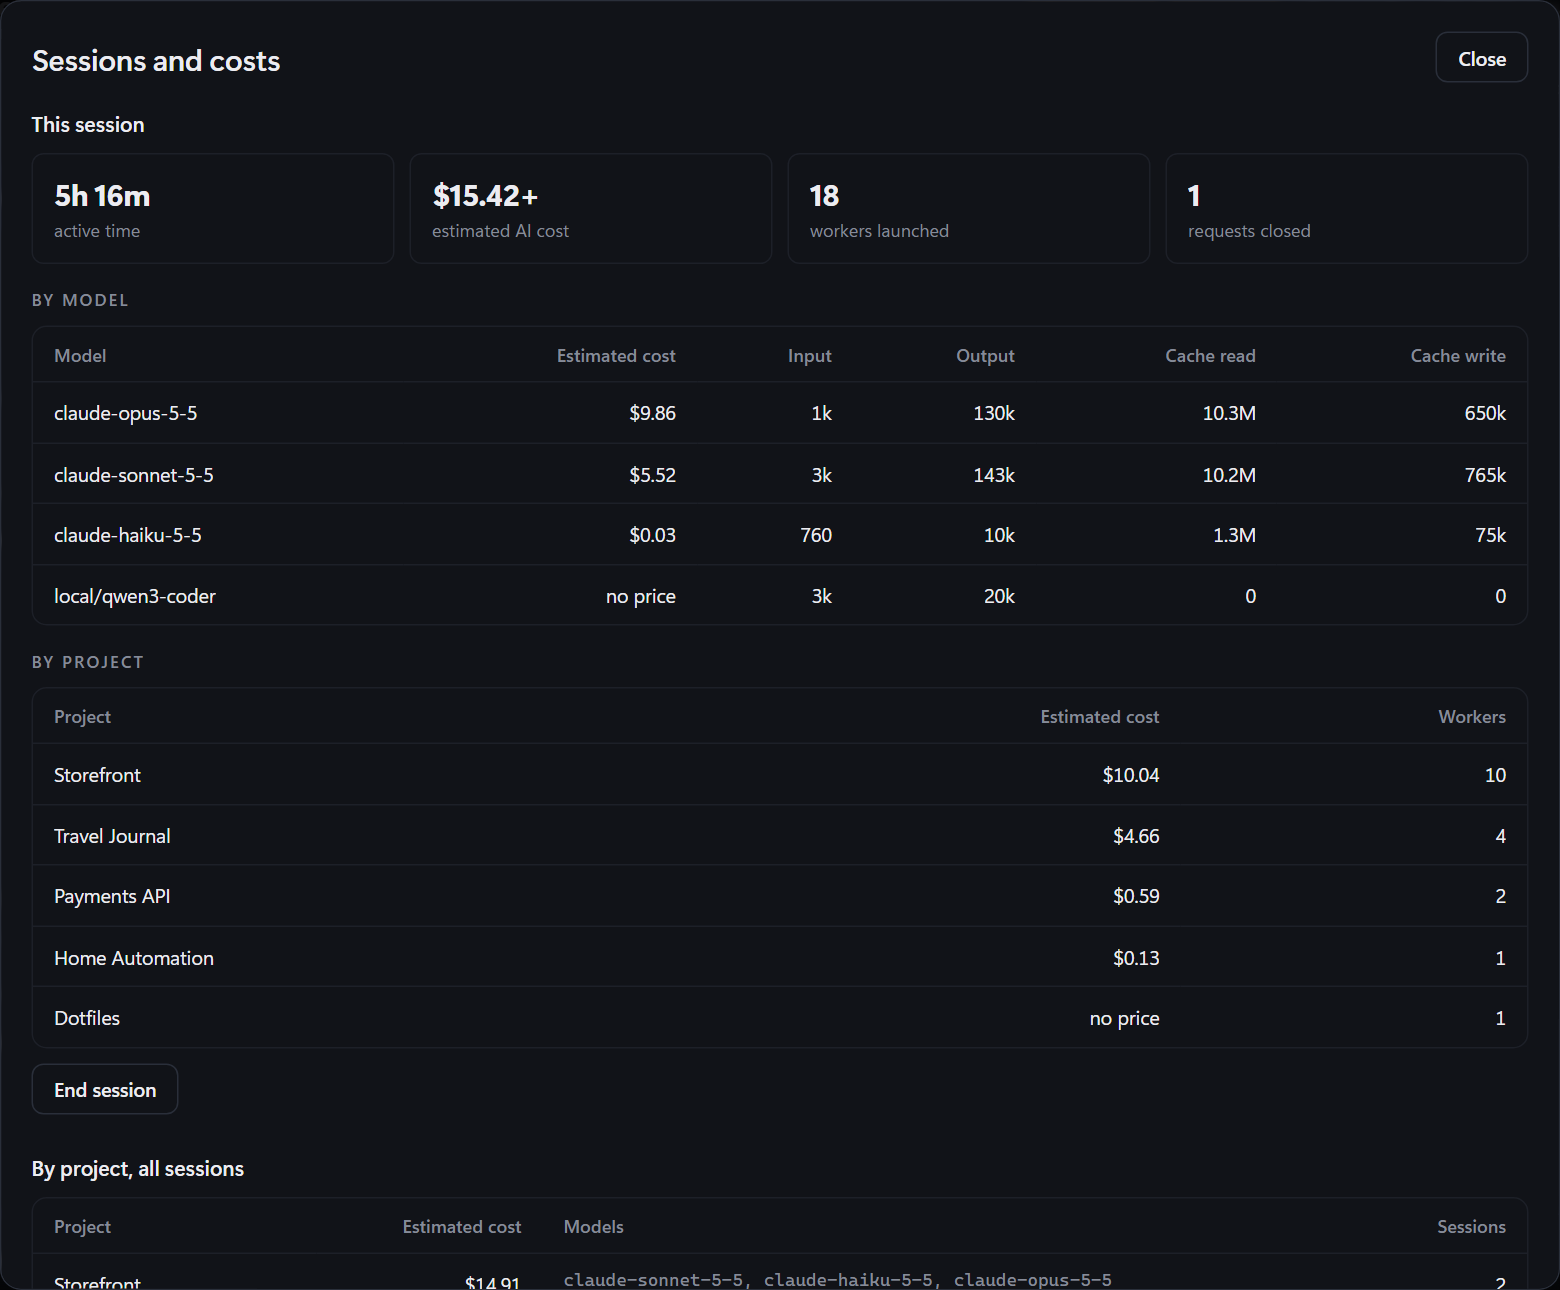 Sessions and costs
Close
This session
5h 16m
active time
$15.42+
estimated AI cost
18
workers launched
1
requests closed
BY MODEL
Model Estimated cost Input Output Cache read Cache write
claude-opus-5-5 $9.86 1k 130k 10.3M 650k
claude-sonnet-5-5 $5.52 3k 143k 10.2M 765k
claude-haiku-5-5 $0.03 760 10k 1.3M 75k
local/qwen3-coder no price 3k 20k 0 0
BY PROJECT
Project Estimated cost Workers
Storefront $10.04 10
Travel Journal $4.66 4
Payments API $0.59 2
Home Automation $0.13 1
Dotfiles no price 1
End session
By project, all sessions
Project Estimated cost Models Sessions
Storefront $14.91 claude-sonnet-5-5, claude-haiku-5-5, claude-opus-5-5 2